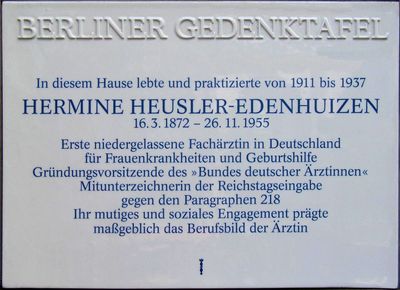 BERLINER GEDENKTAFEL
In diesem Hause lebte und praktizierte von 1911 bis 1937
HERMINE HEUSLER-EDENHUIZEN
16.3.1872 – 26.11.1955
Erste niedergelassene Fachärztin in Deutschland
für Frauenkrankheiten und Geburtshilfe
Gründungsvorsitzende des »Bundes deutscher Ärztinnen«
Mitunterzeichnerin der Reichstagseingabe
gegen den Paragraphen 218
Ihr mutiges und soziales Engagement prägte
maßgeblich das Berufsbild der Ärztin